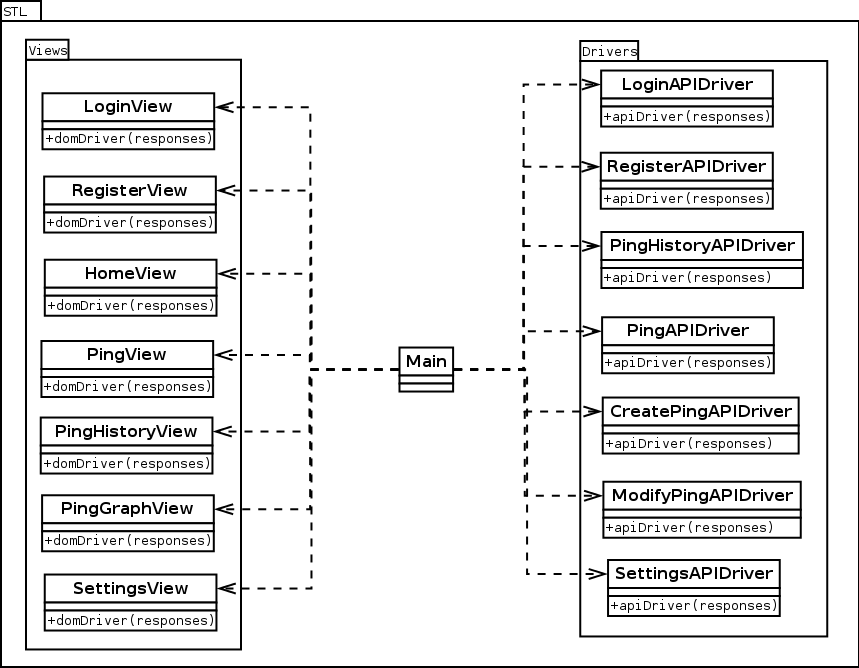 STL
Views
LoginView
+domDriver(responses)
RegisterView
+domDriver(responses)
HomeView
+domDriver(responses)
PingView
+domDriver(responses)
PingHistoryView
+domDriver(responses)
PingGraphView
+domDriver(responses)
SettingsView
+domDriver(responses)
Main
Drivers
LoginAPIDriver
+apiDriver(responses)
RegisterAPIDriver
+apiDriver(responses)
PingHistoryAPIDriver
+apiDriver(responses)
PingAPIDriver
+apiDriver(responses)
CreatePingAPIDriver
+apiDriver(responses)
ModifyPingAPIDriver
+apiDriver(responses)
SettingsAPIDriver
+apiDriver(responses)